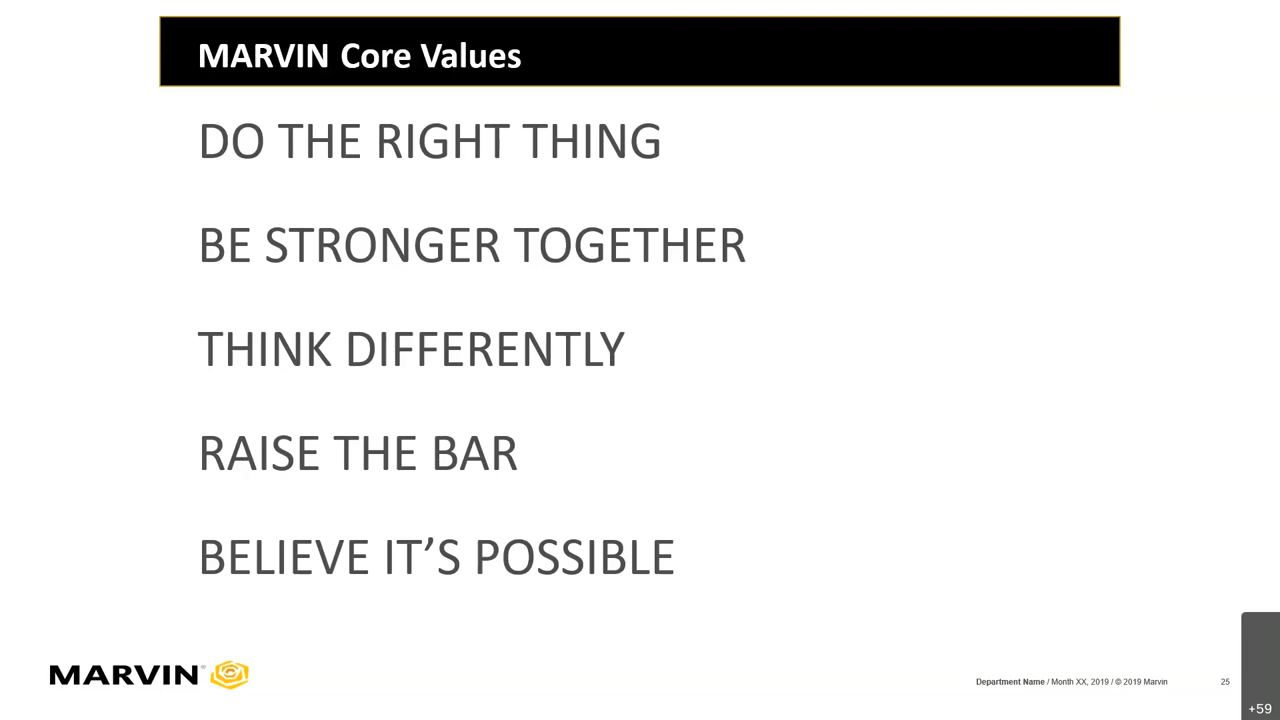 MARVIN Core Values
DO THE RIGHT THING
BE STRONGER TOGETHER
THINK DIFFERENTLY
RAISE THE BAR
BELIEVE IT’S POSSIBLE
MARVIN®
Department Name / Month XX, 2019 / © 2019 Marvin 25
+59